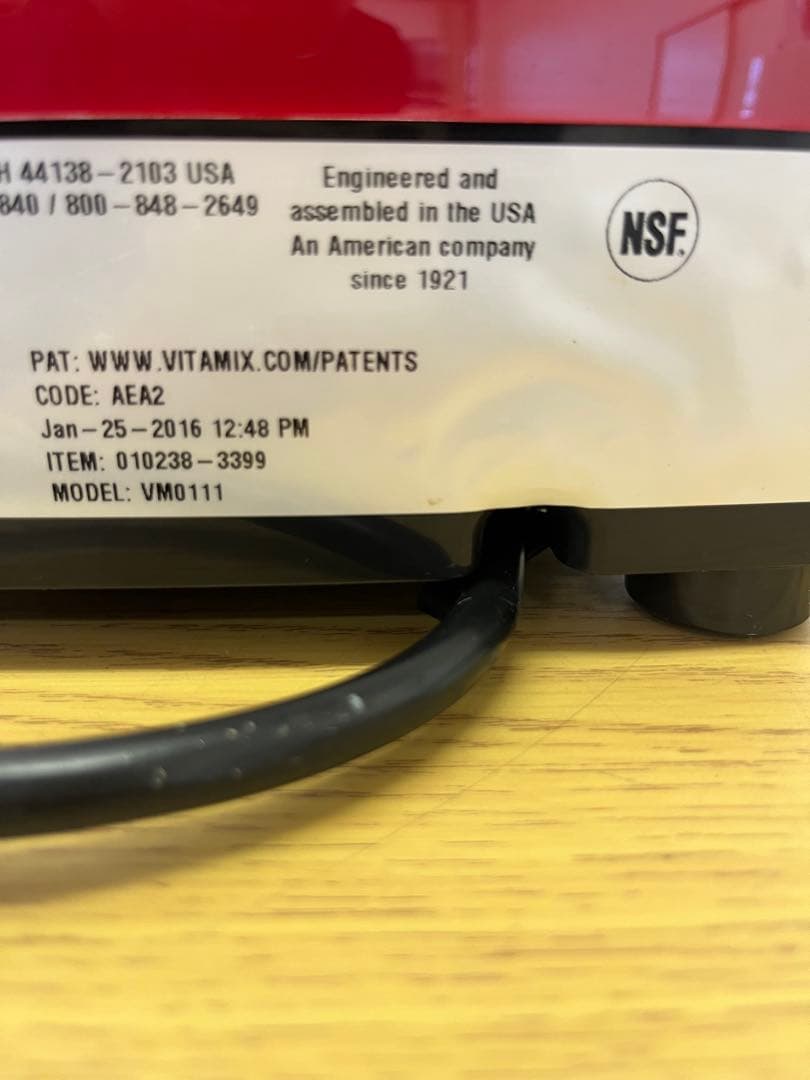 H 44138-2103 USA
840 / 800-848-2649
Engineered and
assembled in the USA
An American company
since 1921
NSF.
PAT: WWW.VITAMIX.COM/PATENTS
CODE: AEA2
Jan-25-2016 12:48 PM
ITEM: 010238-3399
MODEL: VM0111